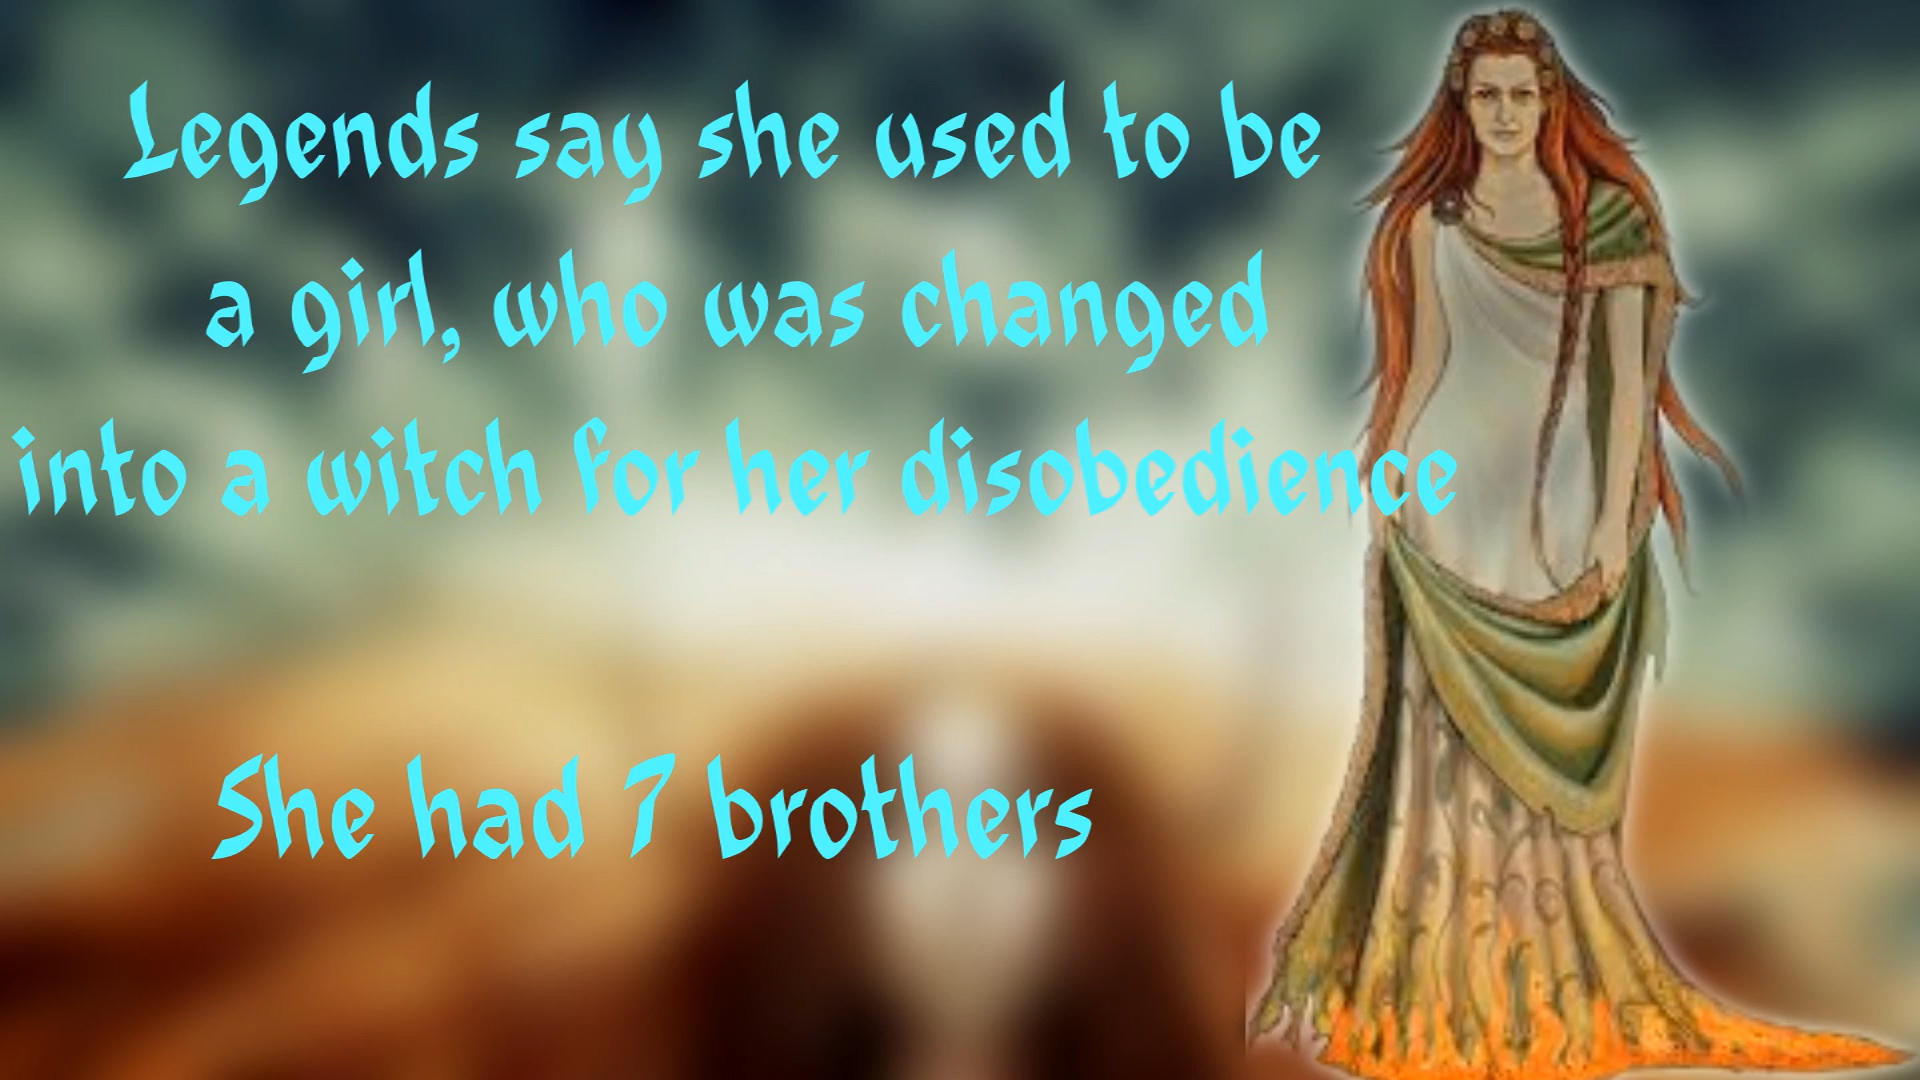 Legends say she used to be
a girl, who was changed
into a witch for her disobedience
She had 7 brothers